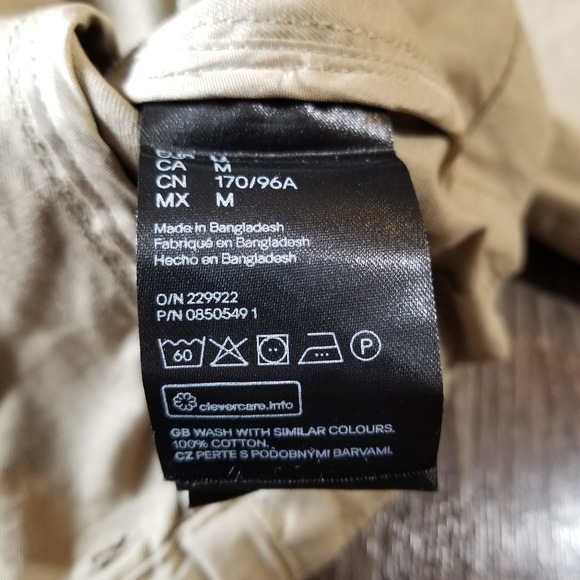 CA M
CN 170/96A
MX M
Made in Bangladesh
Fabriqué en Bangladesh
Hecho en Bangladesh
O/N 229922
P/N 0850549 1
60 P
clevercare.info
GB WASH WITH SIMILAR COLOURS.
100% COTTON.
CZ PERTE S PODOBNÝMI BARVAMI.